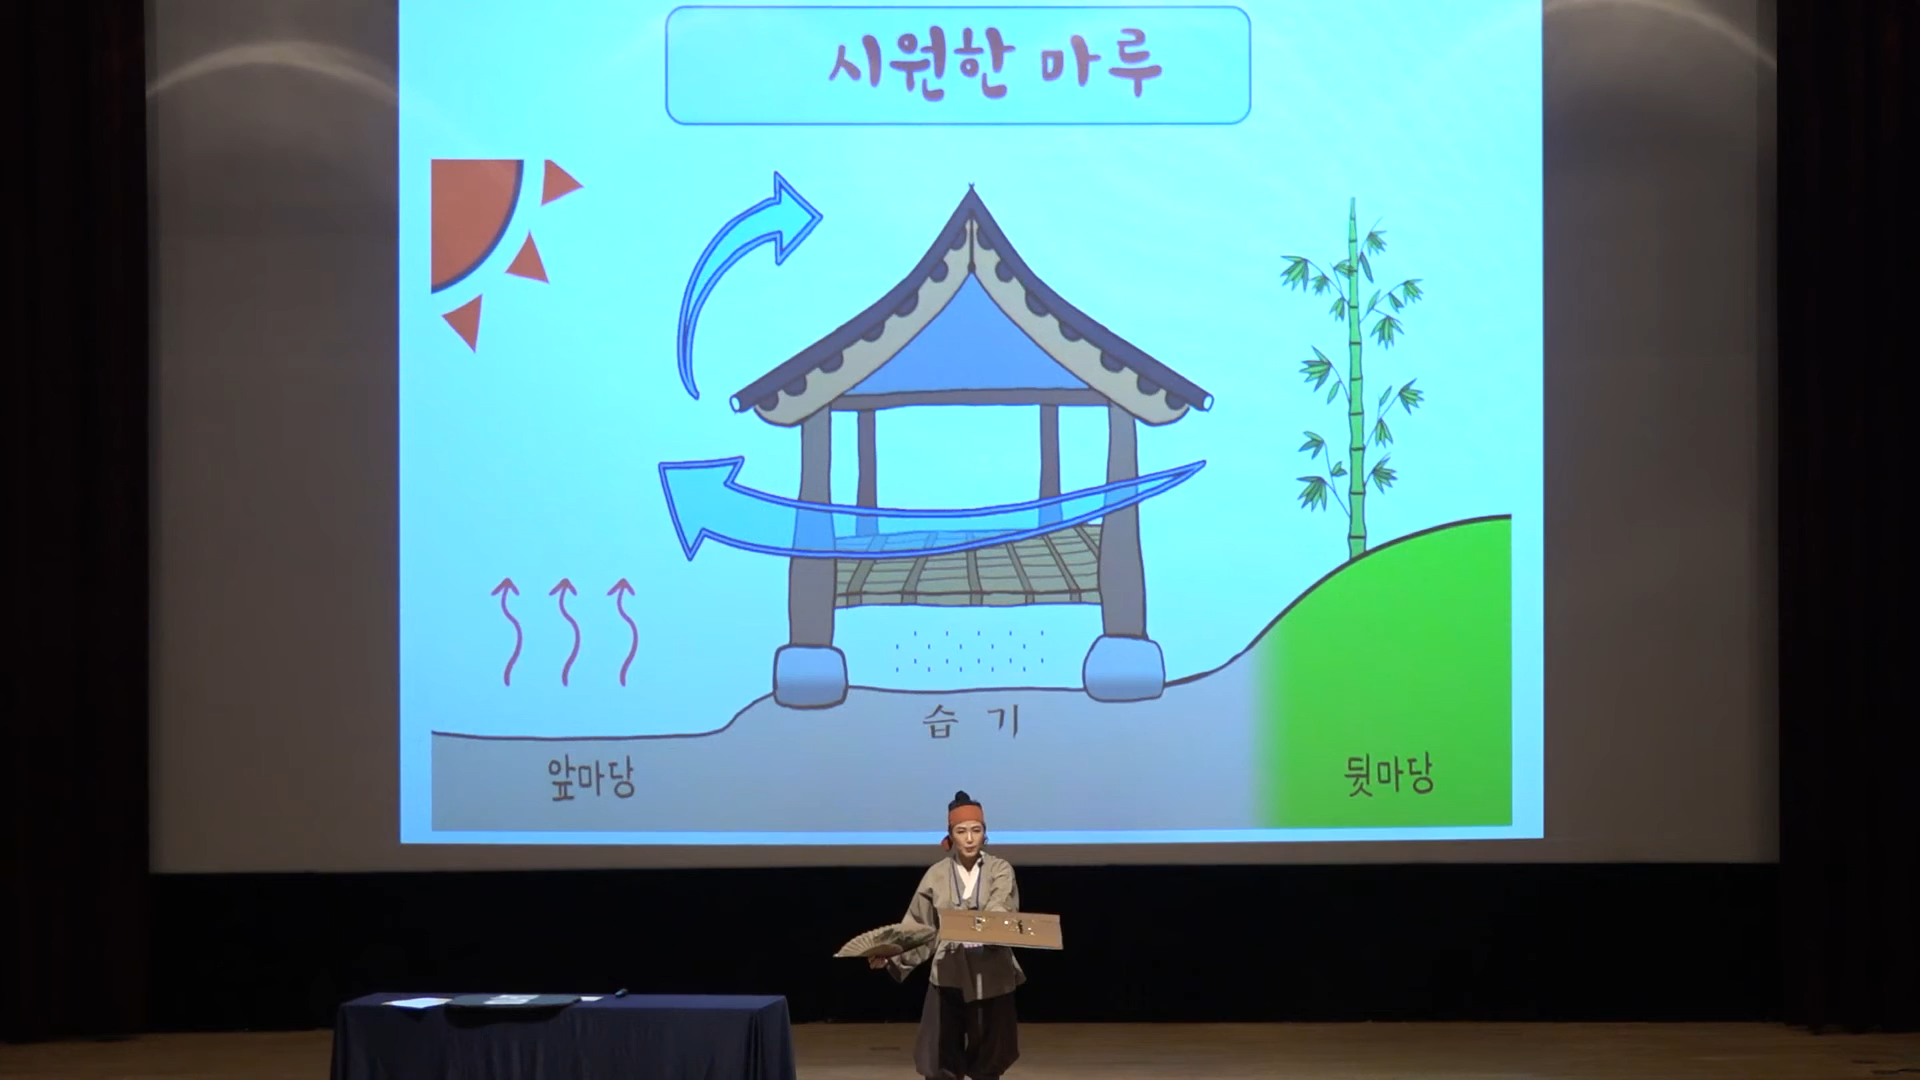 시원한 마루
습 기
앞마당
뒷마당